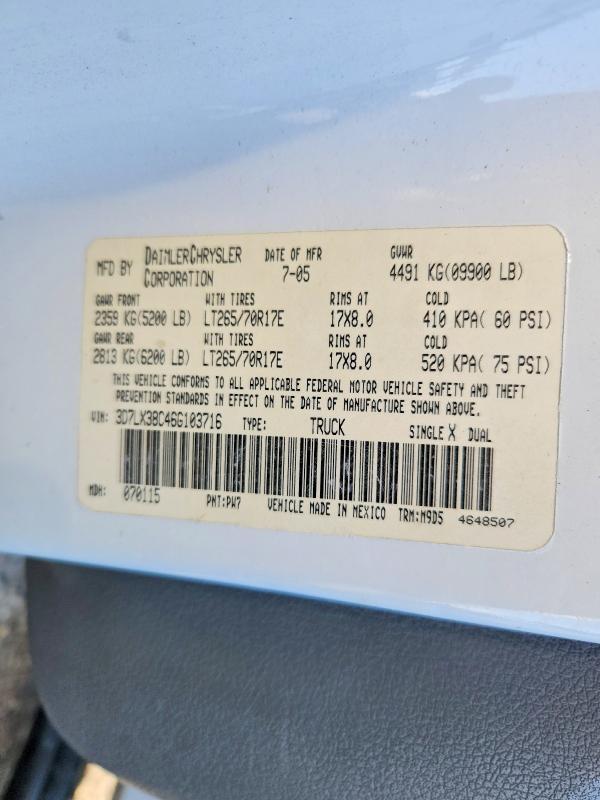 MFD BY DAIMLERCHRYSLER CORPORATION DATE OF MFR 7-05 GVWR 4491 KG(09900 LB)
GAWR FRONT WITH TIRES RIMS AT COLD
2359 KG(5200 LB) LT265/70R17E 17X8.0 410 KPA( 60 PSI)
GAWR REAR WITH TIRES RIMS AT COLD
2813 KG(6200 LB) LT265/70R17E 17X8.0 520 KPA( 75 PSI)
THIS VEHICLE CONFORMS TO ALL APPLICABLE FEDERAL MOTOR VEHICLE SAFETY AND THEFT
PREVENTION STANDARDS IN EFFECT ON THE DATE OF MANUFACTURE SHOWN ABOVE.
VIN: 3D7LX38C46G103716 TYPE: TRUCK SINGLE X DUAL
MDH: 070115 PNT:PW7 VEHICLE MADE IN MEXICO TRM:M9D5 4648507